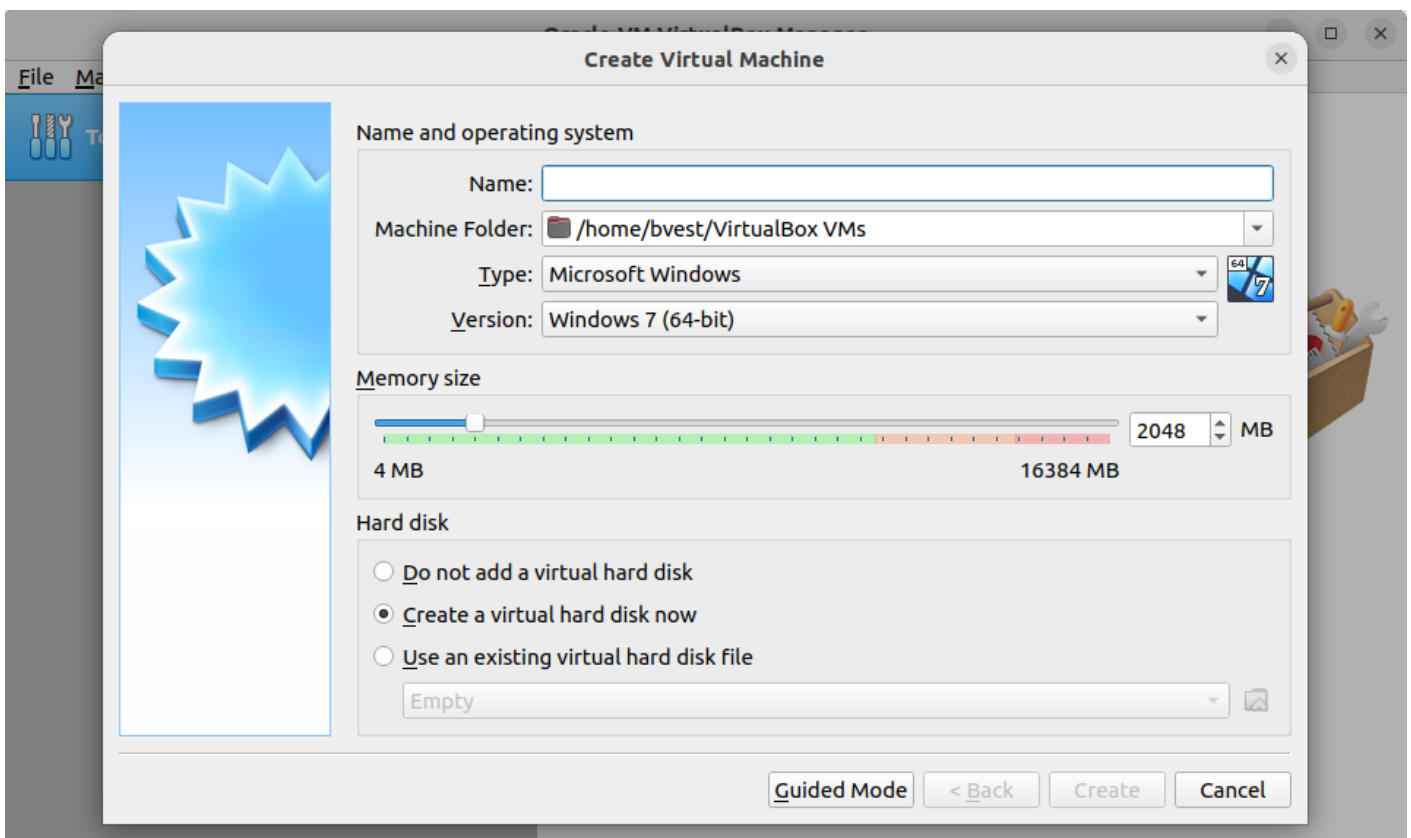 Create Virtual Machine
File Ma
Name and operating system
Name:
Machine Folder: /home/bvest/VirtualBox VMs
Type: Microsoft Windows
64
7
Version: Windows 7 (64-bit)
Memory size
2048 MB
4 MB 16384 MB
Hard disk
Do not add a virtual hard disk
Create a virtual hard disk now
Use an existing virtual hard disk file
Empty
Guided Mode < Back Create Cancel